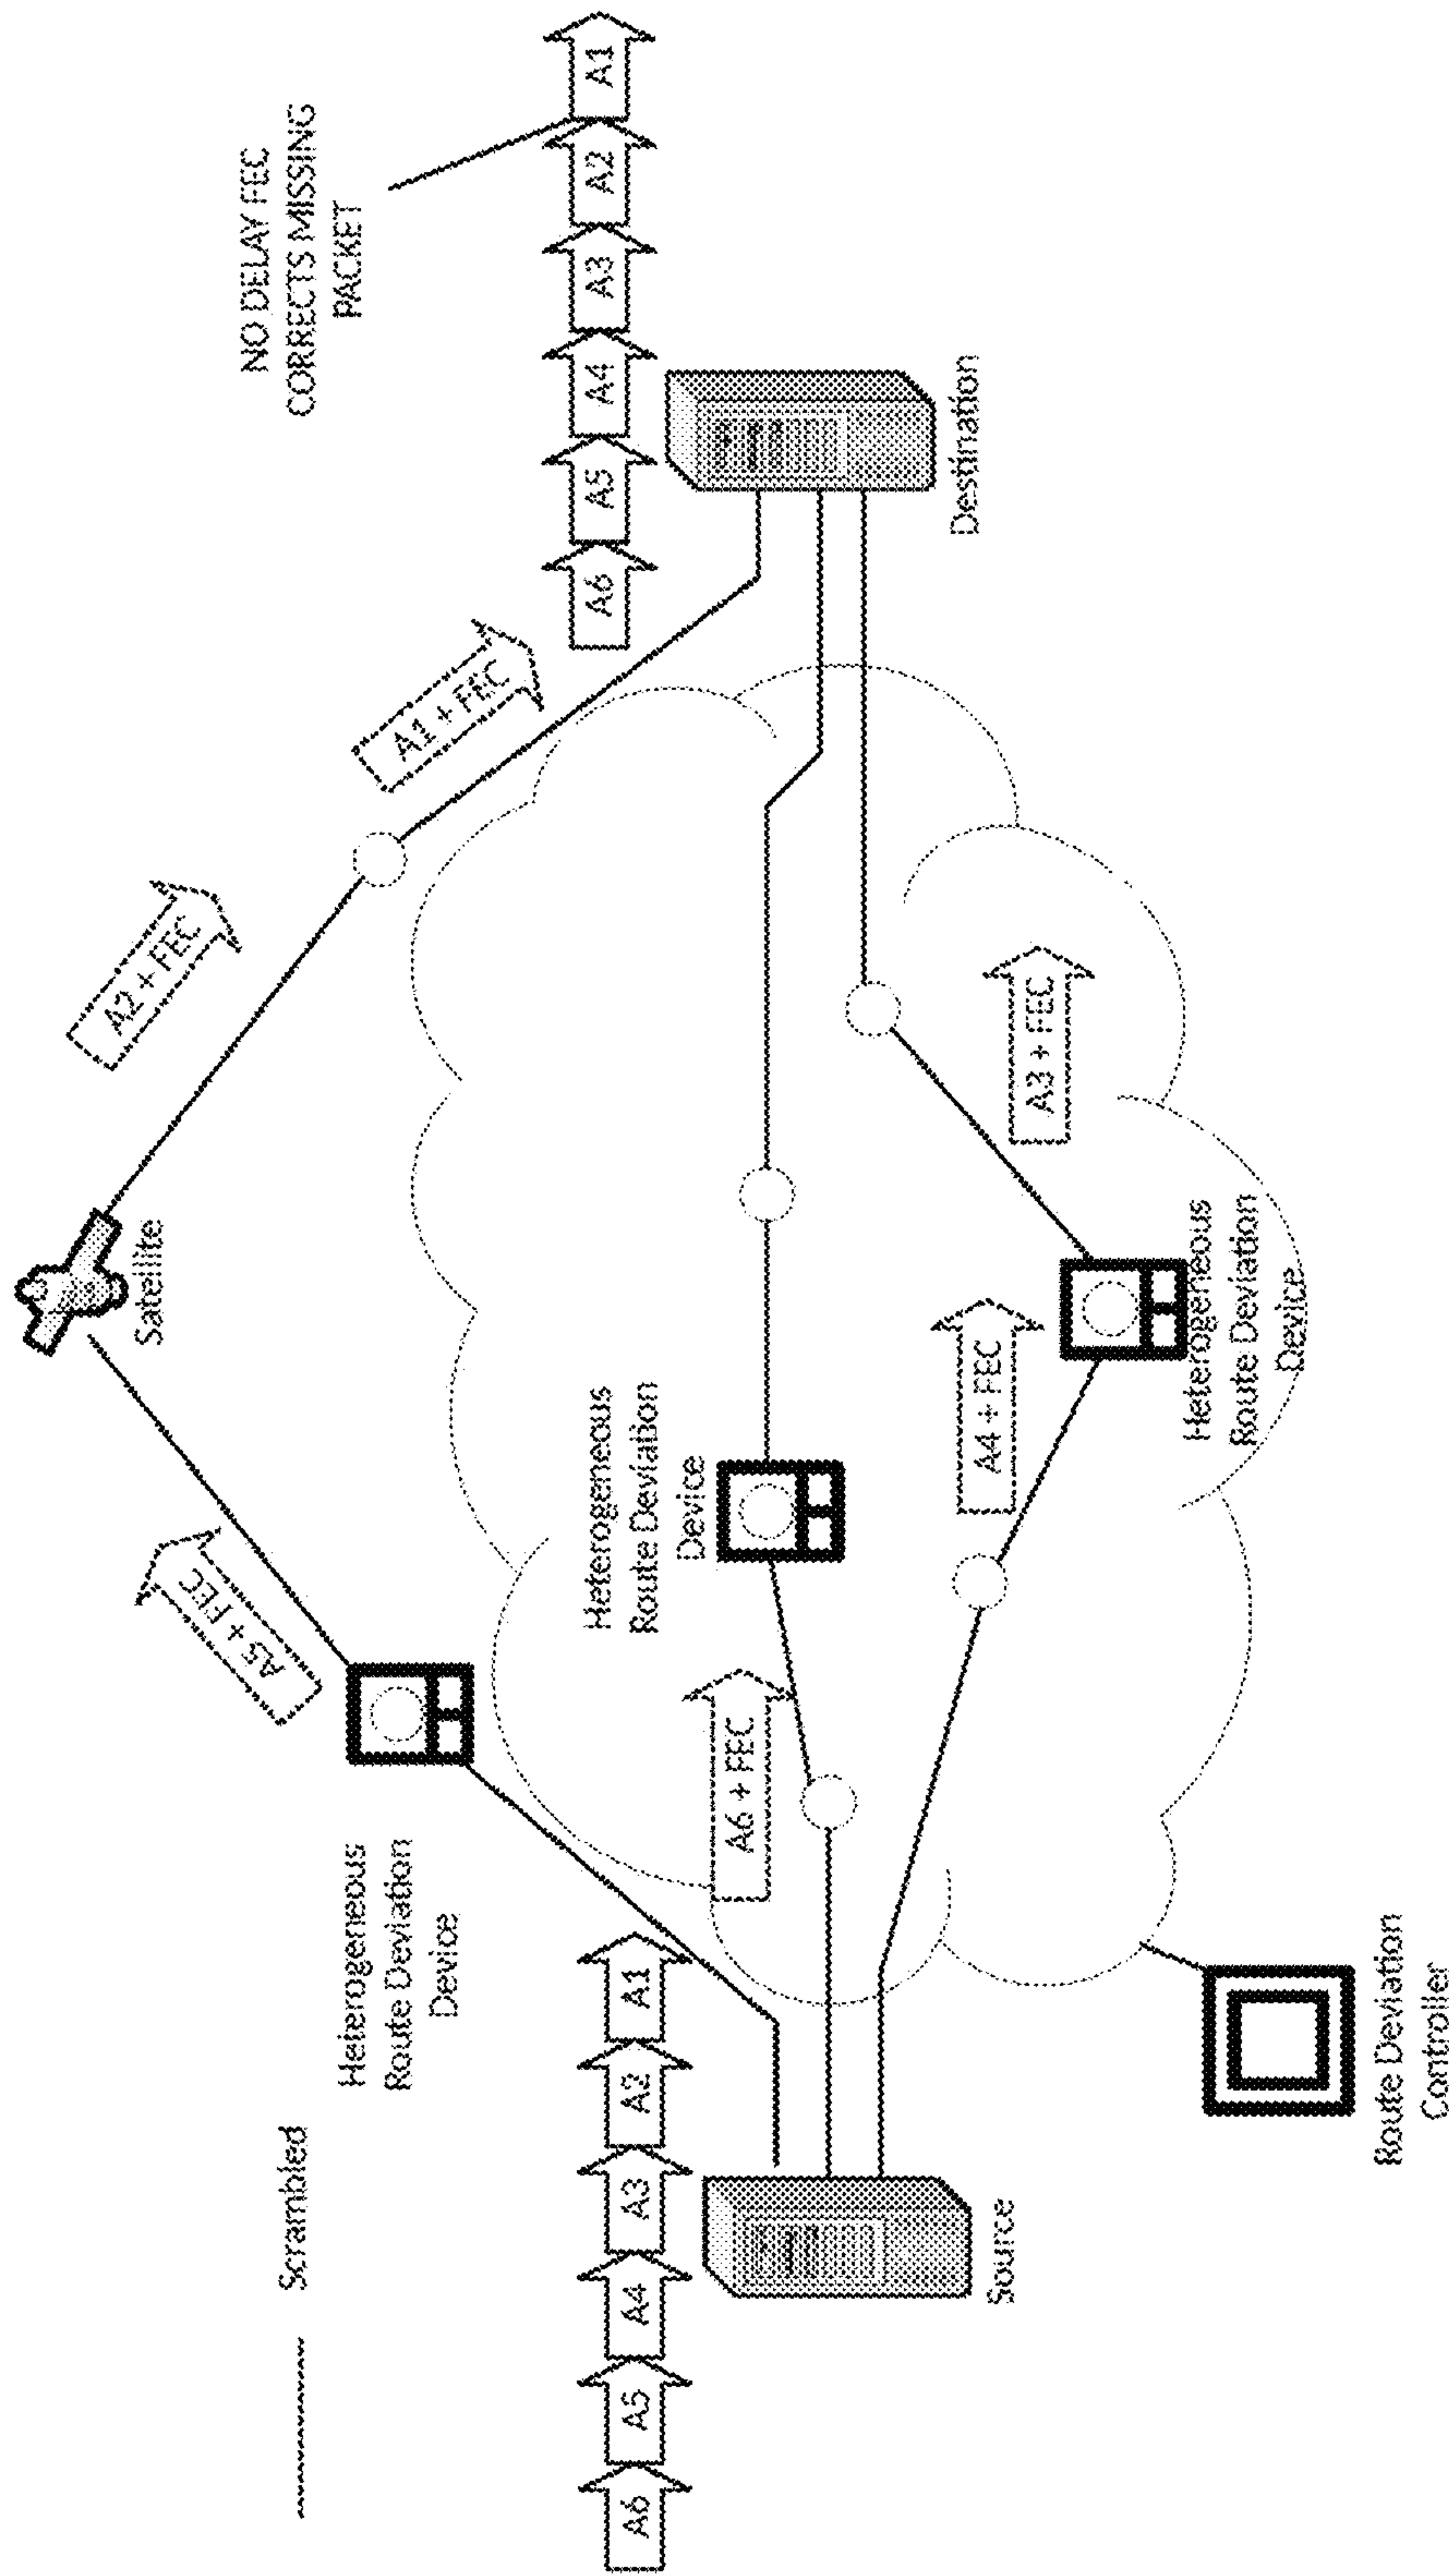 Scrambled
NO DELAY FEC
CORRECTS MISSING
PACKET
Satellite
A5 + FEC
A2 + FEC
A1 + FEC
Heterogeneous
Route Deviation
Device
A6
A5
A4
A3
A2
A1
A6
A5
A4
A3
A2
A1
Heterogeneous
Route Deviation
Device
A6 + FEC
Source
Destination
A4 + FEC
A3 + FEC
Heterogeneous
Route Deviation
Device
Route Deviation
Controller